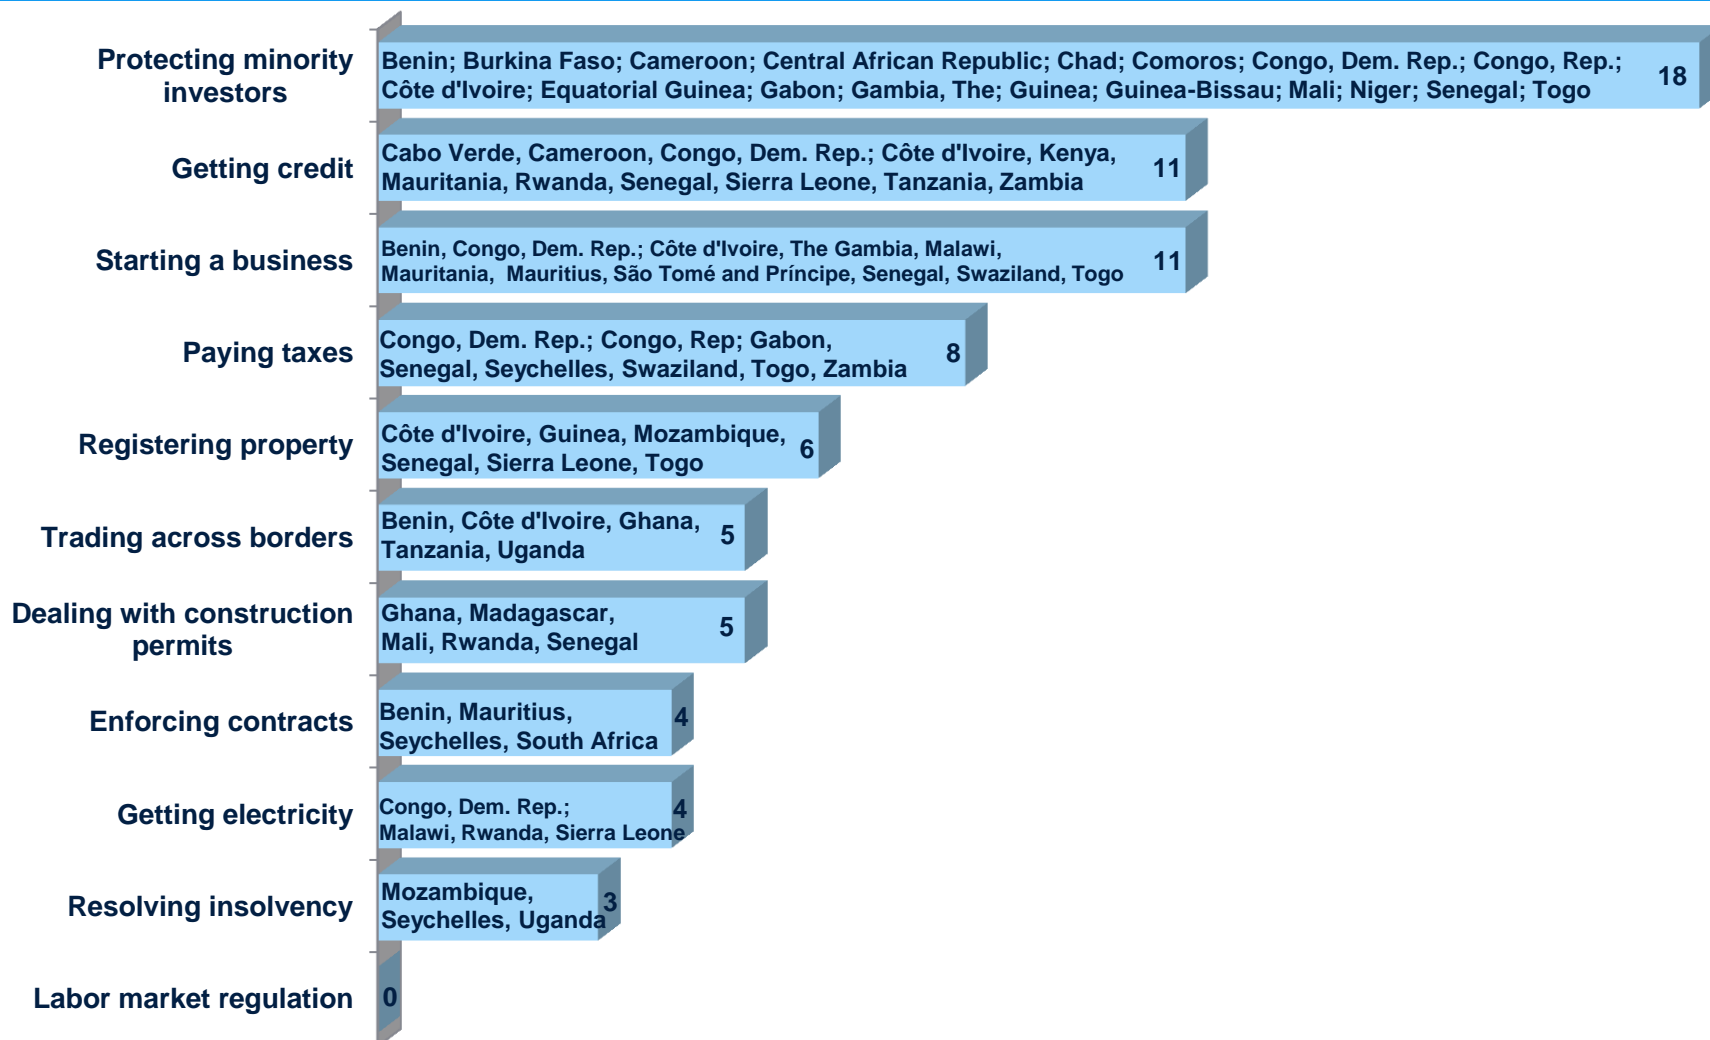 Protecting minority
investors
Benin; Burkina Faso; Cameroon; Central African Republic; Chad; Comoros; Congo, Dem. Rep.; Congo, Rep.;
Côte d'Ivoire; Equatorial Guinea; Gabon; Gambia, The; Guinea; Guinea-Bissau; Mali; Niger; Senegal; Togo
18
Getting credit
Cabo Verde, Cameroon, Congo, Dem. Rep.; Côte d'Ivoire, Kenya,
Mauritania, Rwanda, Senegal, Sierra Leone, Tanzania, Zambia
11
Starting a business
Benin, Congo, Dem. Rep.; Côte d'Ivoire, The Gambia, Malawi,
Mauritania, Mauritius, São Tomé and Príncipe, Senegal, Swaziland, Togo
11
Paying taxes
Congo, Dem. Rep.; Congo, Rep; Gabon,
Senegal, Seychelles, Swaziland, Togo, Zambia
8
Registering property
Côte d'Ivoire, Guinea, Mozambique,
Senegal, Sierra Leone, Togo
6
Trading across borders
Benin, Côte d'Ivoire, Ghana,
Tanzania, Uganda
5
Dealing with construction
permits
Ghana, Madagascar,
Mali, Rwanda, Senegal
5
Enforcing contracts
Benin, Mauritius,
Seychelles, South Africa
4
Getting electricity
Congo, Dem. Rep.;
Malawi, Rwanda, Sierra Leone
4
Resolving insolvency
Mozambique,
Seychelles, Uganda
3
Labor market regulation
0